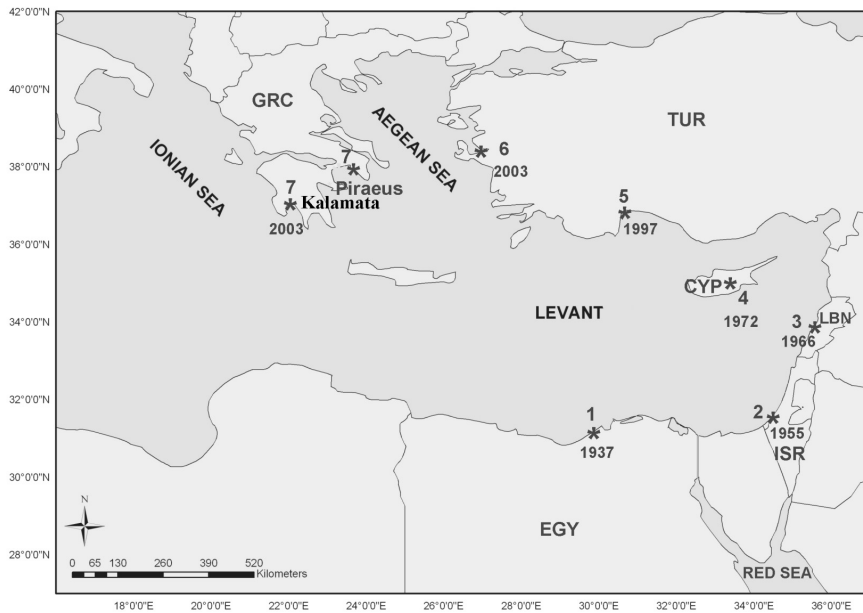 42°0'0"N
40°0'0"N
38°0'0"N
36°0'0"N
34°0'0"N
32°0'0"N
30°0'0"N
28°0'0"N
GRC
TUR
AEGEAN SEA
IONIAN SEA
7
Piraeus
6
2003
7
Kalamata
2003
5
1997
CYP
4
1972
LEVANT
3
LBN
1966
1
1937
2
1955
ISR
EGY
RED SEA
N
0 65 130 260 390 520
Kilometers
18°0'0"E 20°0'0"E 22°0'0"E 24°0'0"E 26°0'0"E 28°0'0"E 30°0'0"E 32°0'0"E 34°0'0"E 36°0'0"E